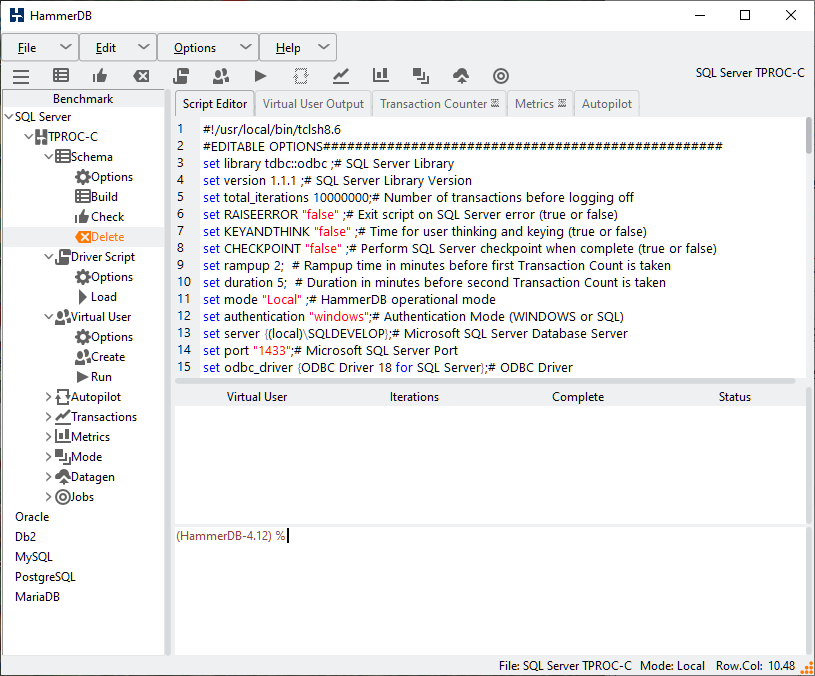 HammerDB
File Edit Options Help
SQL Server TPROC-C
Benchmark
SQL Server
TPROC-C
Schema
Options
Build
Check
Delete
Driver Script
Options
Load
Virtual User
Options
Create
Run
Autopilot
Transactions
Metrics
Mode
Datagen
Jobs
Oracle
Db2
MySQL
PostgreSQL
MariaDB
Script Editor Virtual User Output Transaction Counter Metrics Autopilot
1 #!/usr/local/bin/tclsh8.6
2 #EDITABLE OPTIONS##################################################
3 set library tdbc::odbc ;# SQL Server Library
4 set version 1.1.1 ;# SQL Server Library Version
5 set total_iterations 10000000;# Number of transactions before logging off
6 set RAISEERROR "false" ;# Exit script on SQL Server error (true or false)
7 set KEYANDTHINK "false" ;# Time for user thinking and keying (true or false)
8 set CHECKPOINT "false" ;# Perform SQL Server checkpoint when complete (true or false)
9 set rampup 2;  # Rampup time in minutes before first Transaction Count is taken
10 set duration 5;  # Duration in minutes before second Transaction Count is taken
11 set mode "Local" ;# HammerDB operational mode
12 set authentication "windows";# Authentication Mode (WINDOWS or SQL)
13 set server {(local)\SQLDEVELOP};# Microsoft SQL Server Database Server
14 set port "1433";# Microsoft SQL Server Port
15 set odbc_driver {ODBC Driver 18 for SQL Server};# ODBC Driver
Virtual User Iterations Complete Status
(HammerDB-4.12) %
File: SQL Server TPROC-C Mode: Local Row.Col: 10.48